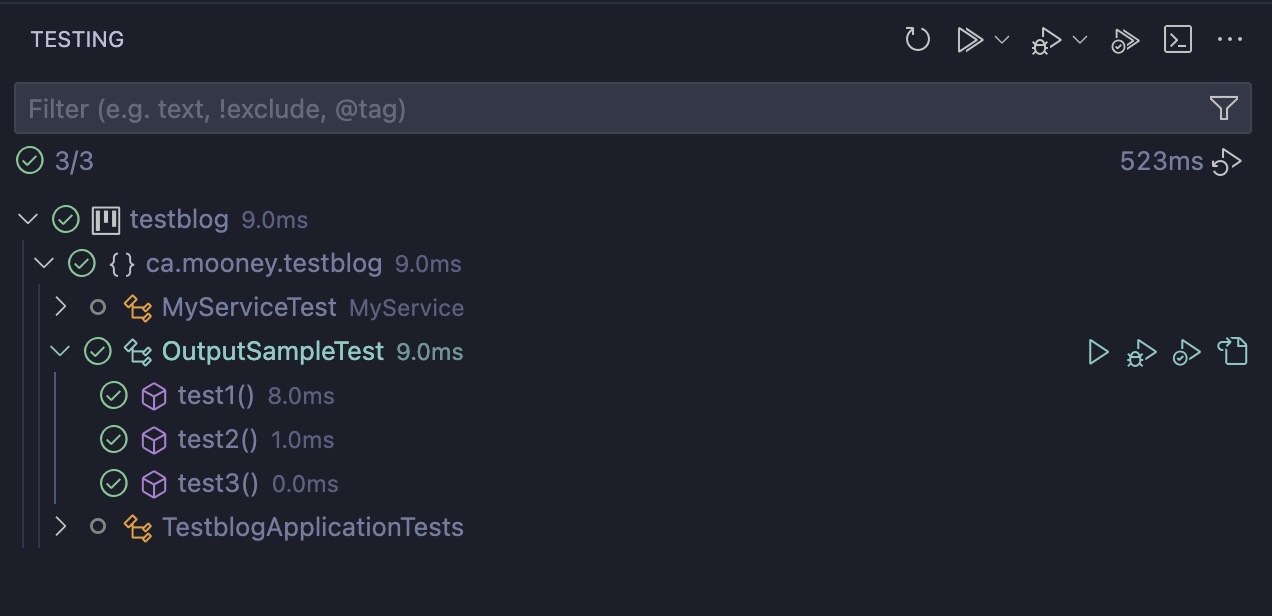 TESTING
Filter (e.g. text, !exclude, @tag)
3/3 523ms
testblog 9.0ms
{} ca.mooney.testblog 9.0ms
MyServiceTest MyService
OutputSampleTest 9.0ms
test1() 8.0ms
test2() 1.0ms
test3() 0.0ms
TestblogApplicationTests